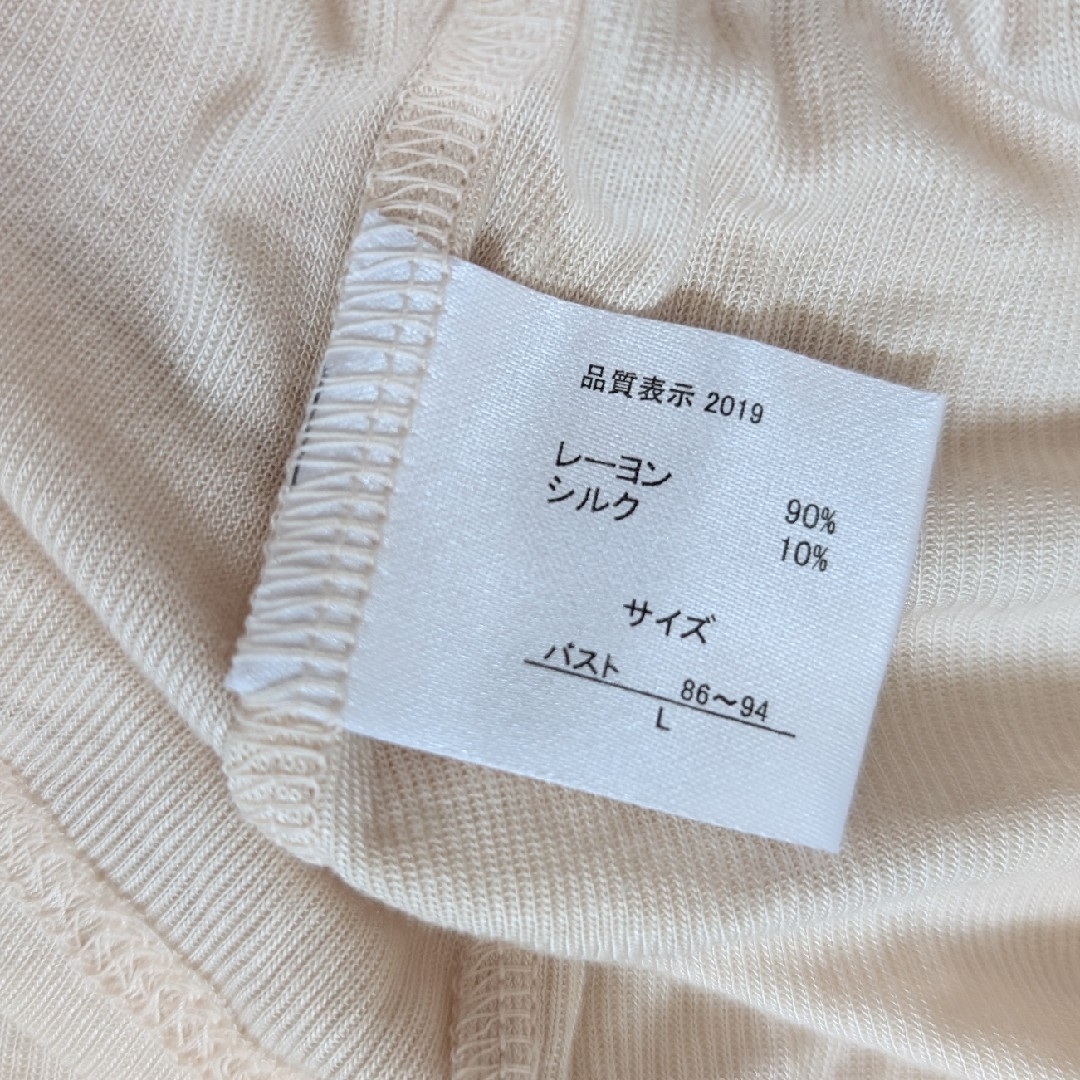 品質表示 2019
レーヨン 90%
シルク 10%
サイズ
バスト 86～94
L